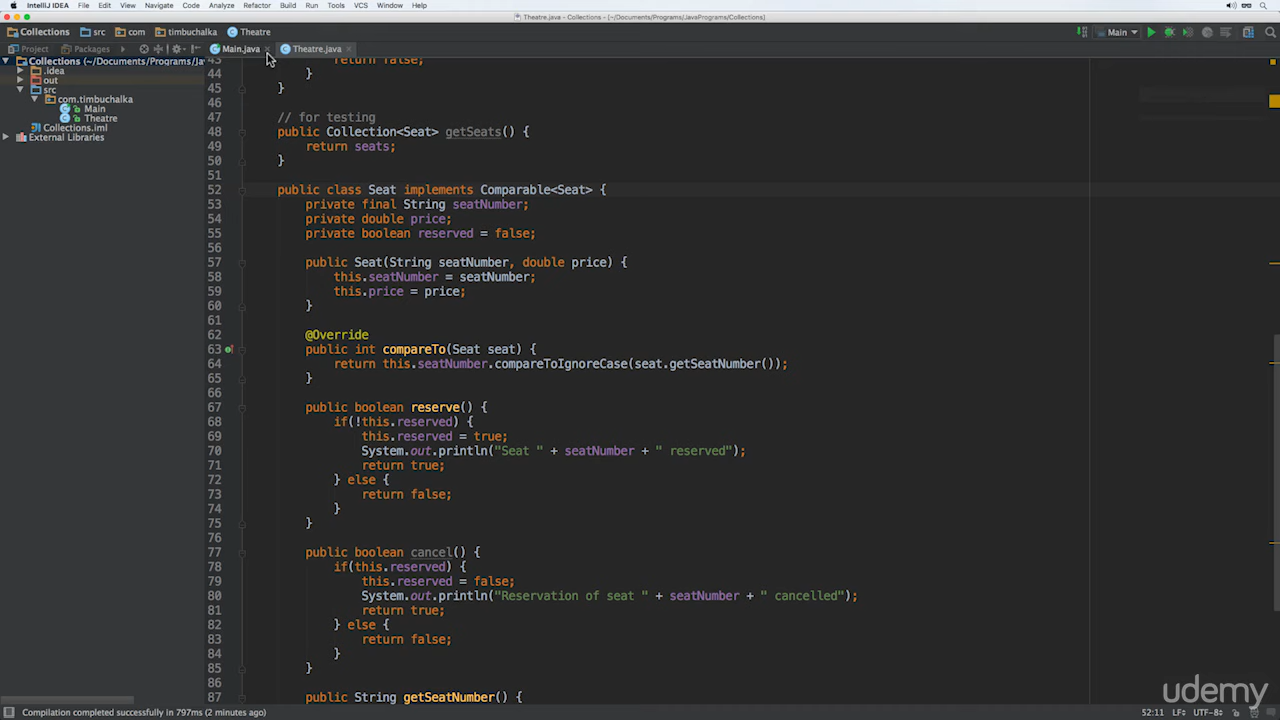 IntelliJ IDEA File Edit View Navigate Code Analyze Refactor Build Run Tools VCS Window Help
Theatre.java - Collections - [~/Documents/Programs/JavaPrograms/Collections]
Collections src com timbuchalka Theatre Main
Project Packages Main.java Theatre.java
Collections (~/Documents/Programs/Jav
.idea
out
src
com.timbuchalka
Main
Theatre
Collections.iml
External Libraries
43 return false;
44 }
45 }
46
47 // for testing
48 public Collection<Seat> getSeats() {
49 return seats;
50 }
51
52 public class Seat implements Comparable<Seat> {
53 private final String seatNumber;
54 private double price;
55 private boolean reserved = false;
56
57 public Seat(String seatNumber, double price) {
58 this.seatNumber = seatNumber;
59 this.price = price;
60 }
61
62 @Override
63 public int compareTo(Seat seat) {
64 return this.seatNumber.compareToIgnoreCase(seat.getSeatNumber());
65 }
66
67 public boolean reserve() {
68 if(!this.reserved) {
69 this.reserved = true;
70 System.out.println("Seat " + seatNumber + " reserved");
71 return true;
72 } else {
73 return false;
74 }
75 }
76
77 public boolean cancel() {
78 if(this.reserved) {
79 this.reserved = false;
80 System.out.println("Reservation of seat " + seatNumber + " cancelled");
81 return true;
82 } else {
83 return false;
84 }
85 }
86
87 public String getSeatNumber() {
udemy
Compilation completed successfully in 797ms (2 minutes ago) 52:11 LF UTF-8